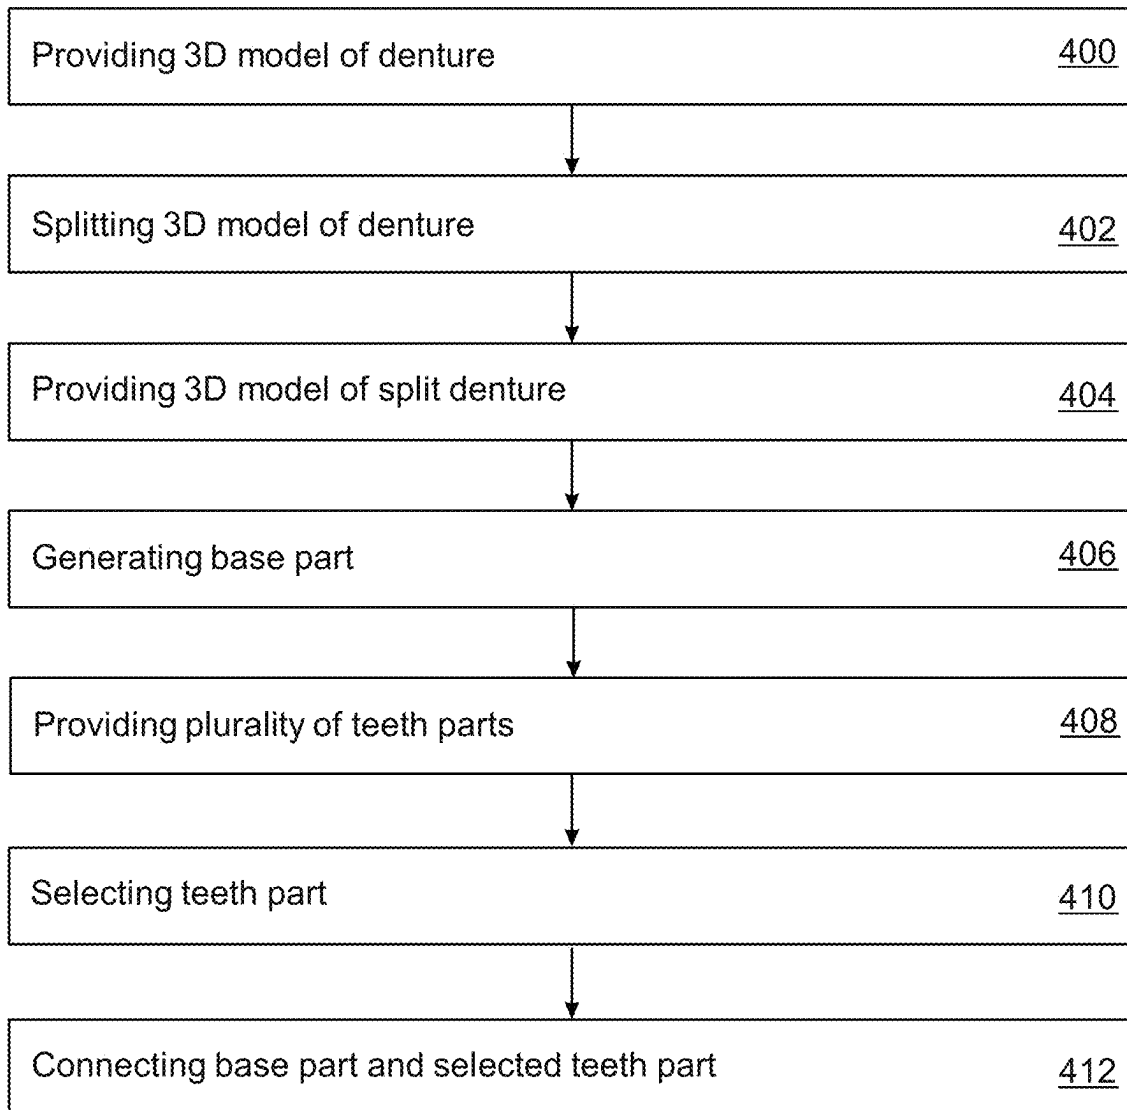 Providing 3D model of denture 400
Splitting 3D model of denture 402
Providing 3D model of split denture 404
Generating base part 406
Providing plurality of teeth parts 408
Selecting teeth part 410
Connecting base part and selected teeth part 412